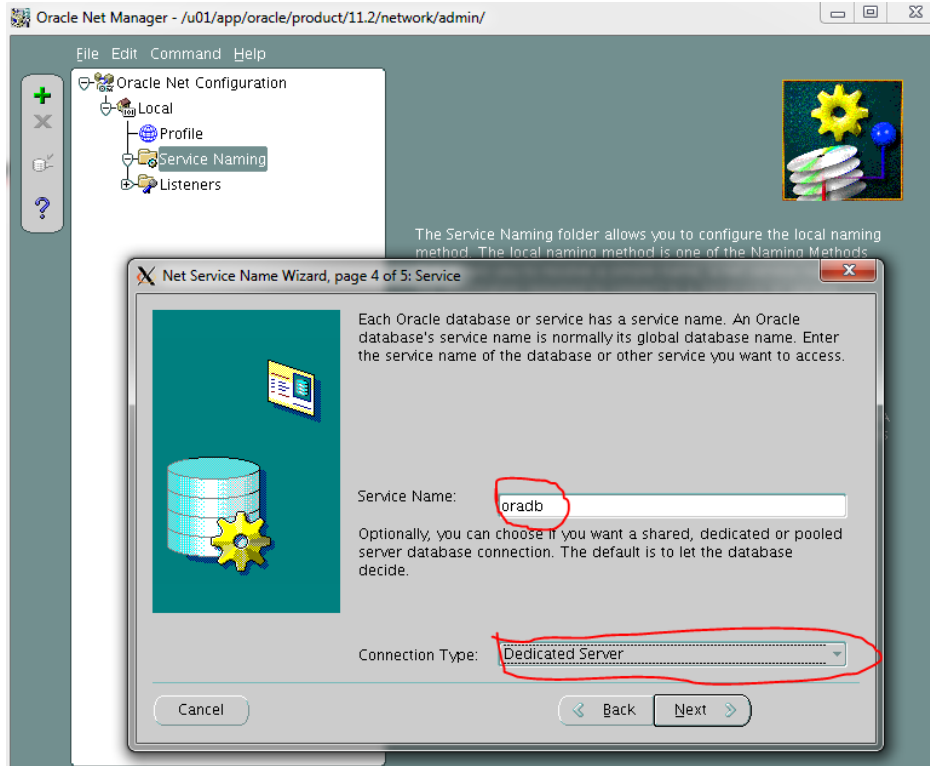 Oracle Net Manager - /u01/app/oracle/product/11.2/network/admin/
File Edit Command Help
Oracle Net Configuration
Local
Profile
Service Naming
Listeners
The Service Naming folder allows you to configure the local naming
method. The local naming method is one of the Naming Methods
Net Service Name Wizard, page 4 of 5: Service
Each Oracle database or service has a service name. An Oracle
database's service name is normally its global database name. Enter
the service name of the database or other service you want to access.
Service Name:
oradb
Optionally, you can choose if you want a shared, dedicated or pooled
server database connection. The default is to let the database
decide.
Connection Type:
Dedicated Server
Cancel
Back
Next